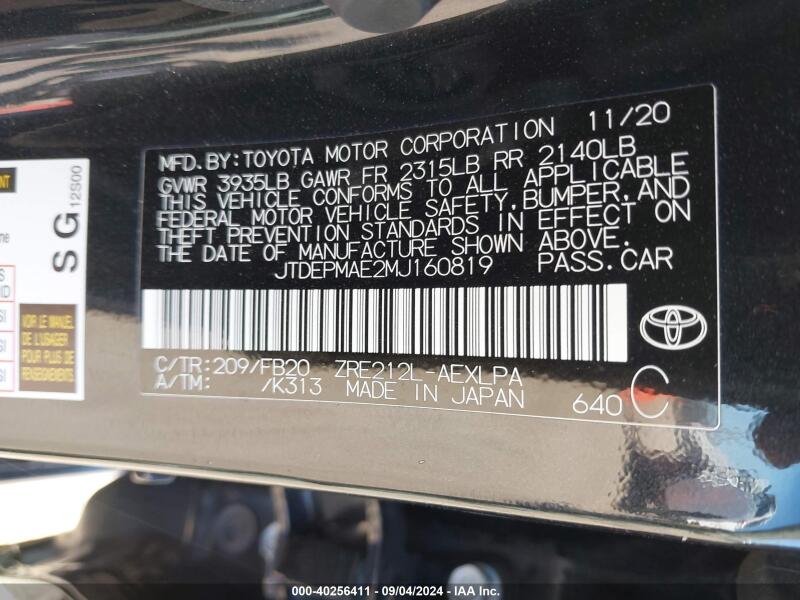 MFD.BY:TOYOTA MOTOR CORPORATION 11/20
GVWR 3935LB GAWR FR 2315LB RR 2140LB
THIS VEHICLE CONFORMS TO ALL APPLICABLE
FEDERAL MOTOR VEHICLE SAFETY,BUMPER,AND
THEFT PREVENTION STANDARDS IN EFFECT ON
THE DATE OF MANUFACTURE SHOWN ABOVE.
JTDEPMAE2MJ160819 PASS.CAR
C/TR:209/FB20 ZRE212L-AEXLPA
A/TM: /K313 MADE IN JAPAN 640 C
SG 12S00
VOIR LE MANUEL
DE L'USAGER
POUR PLUS DE
RENSEIGNEMENTS
000-40256411 - 09/04/2024 - IAA Inc.